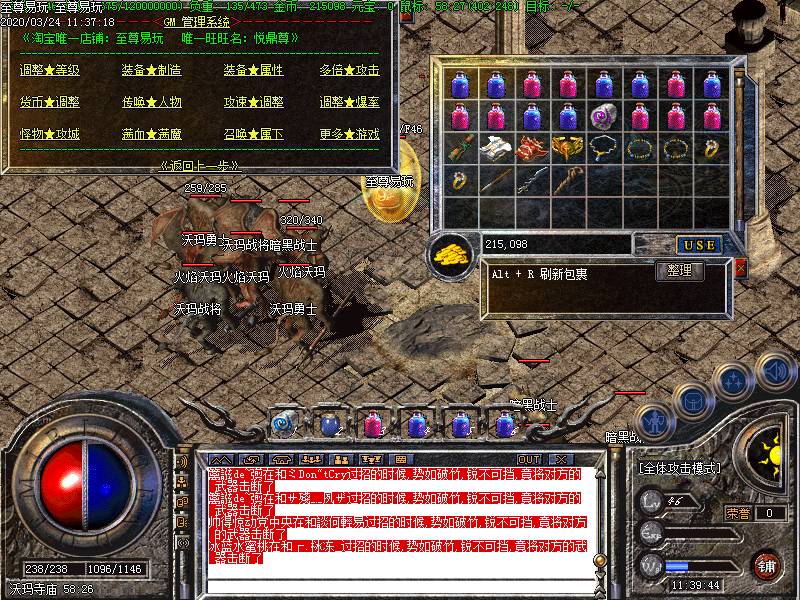 2020/03/24 11:37:18
GM 管理系统
《淘宝唯一店铺: 至尊易玩 唯一旺旺名: 悦鼎尊》
调整★等级 装备★制造 装备★属性 多倍★攻击
货币★调整 传唤★人物 攻速★调整 调整★爆率
怪物★攻城 满血★满魔 召唤★属下 更多★游戏
《返回上一步》
/F46
至尊易玩
259/285
320/340
沃玛勇士
沃玛战将
暗黑战士
火焰沃玛
火焰沃玛
火焰沃玛
沃玛战将
沃玛勇士
215,098
USE
Alt + R 刷新包裹
整理
暗黑战士
暗黑战
OUT
过招的时候,势如破竹,锐不可挡,竟将对方的
武器击断了
过招的时候,势如破竹,锐不可挡,竟将对方的
武器击断了
帅得惊动党中央在和談何輕易过招的时候,势如破竹,锐不可挡,竟将对方
的武器击断了
过招的时候,势如破竹,锐不可挡,竟将对方的武
器击断了
[全体攻击模式]
Lv 46
荣誉 0
Exp
铺
11:39:44
238/238 1096/1146
沃玛寺庙 58:26